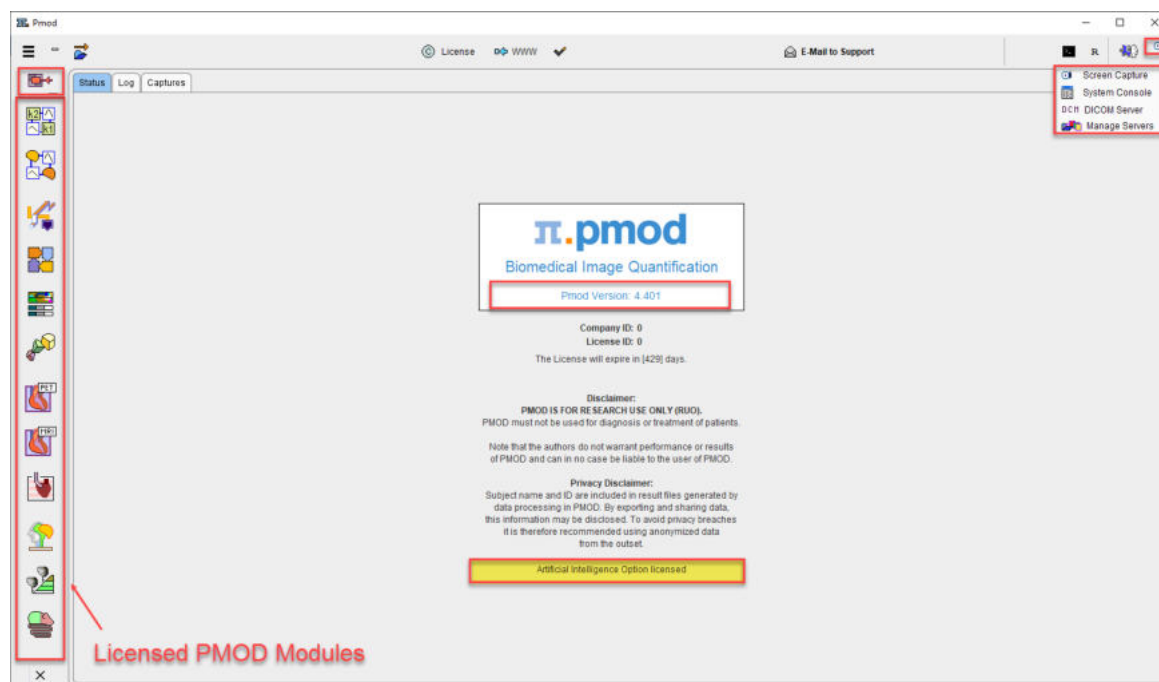 Pmod
License
WWW
E-Mail to Support
R
Status
Log
Captures
Screen Capture
System Console
DCM DICOM Server
Manage Servers
k2
k1
PET
MRI
π.pmod
Biomedical Image Quantification
Pmod Version: 4.401
Company ID: 0
License ID: 0
The License will expire in [429] days.
Disclaimer:
PMOD IS FOR RESEARCH USE ONLY (RUO).
PMOD must not be used for diagnosis or treatment of patients.
Note that the authors do not warrant performance or results
of PMOD and can in no case be liable to the user of PMOD.
Privacy Disclaimer:
Subject name and ID are included in result files generated by
data processing in PMOD. By exporting and sharing data,
this information may be disclosed. To avoid privacy breaches
it is therefore recommended using anonymized data
from the outset.
Artificial Intelligence Option licensed
Licensed PMOD Modules